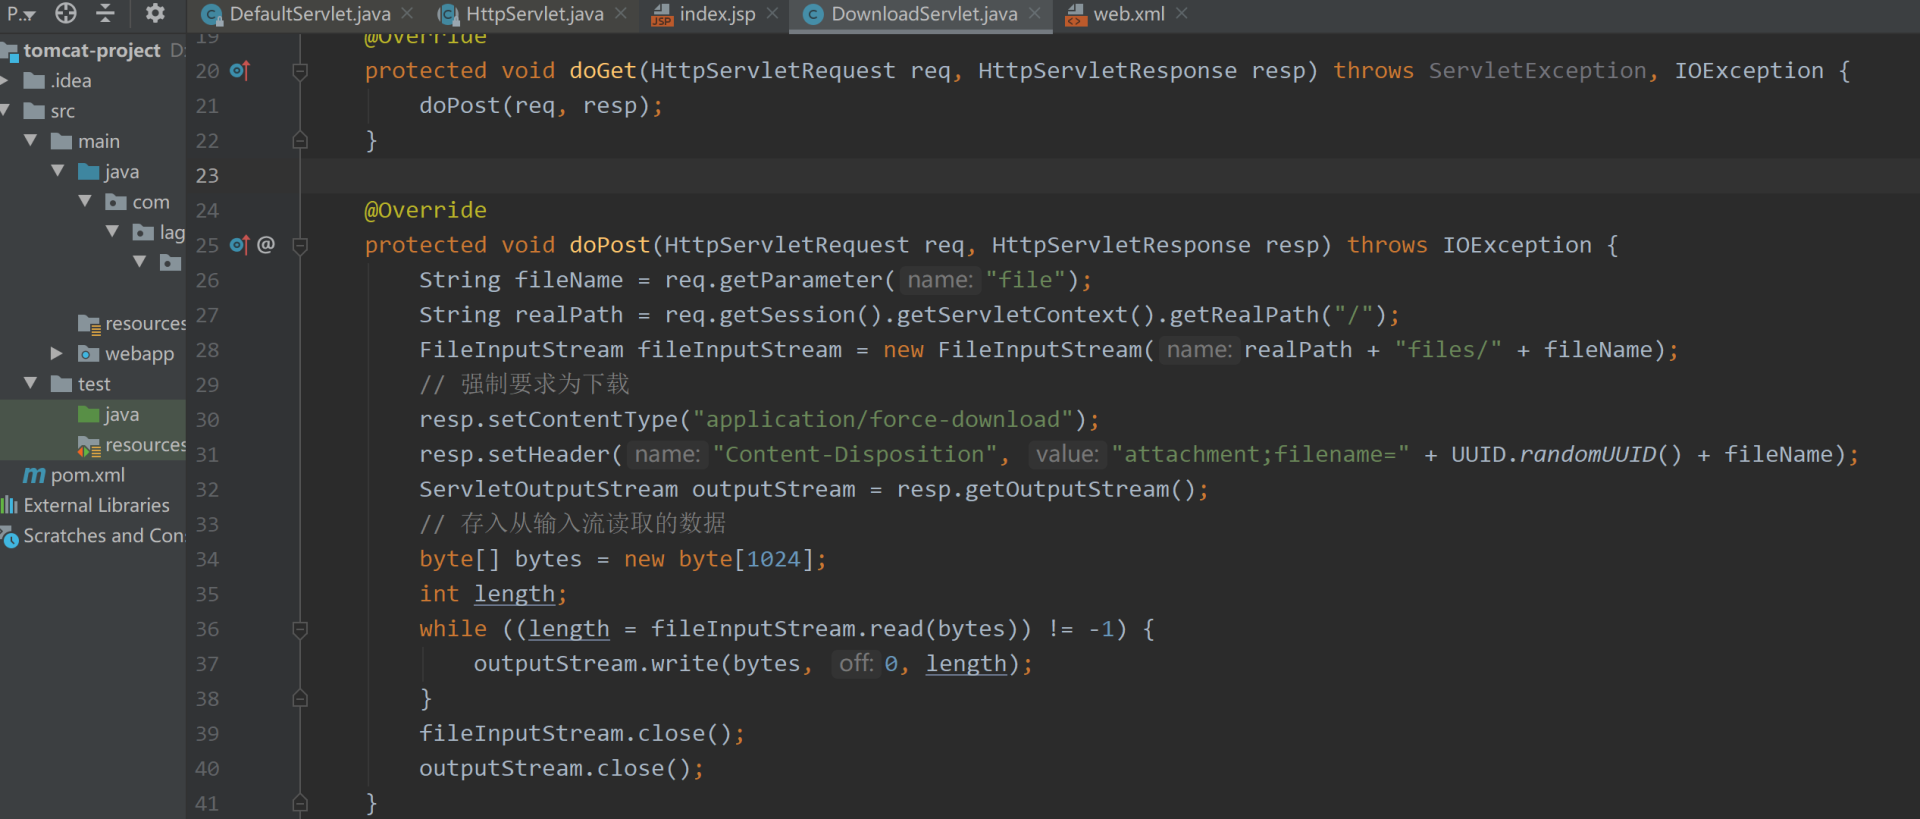 P...
DefaultServlet.java
HttpServlet.java
index.jsp
DownloadServlet.java
web.xml
tomcat-project D:
.idea
src
main
java
com
lag
resources
webapp
test
java
resources
pom.xml
External Libraries
Scratches and Con
19 @Override
20 protected void doGet(HttpServletRequest req, HttpServletResponse resp) throws ServletException, IOException {
21 doPost(req, resp);
22 }
23
24 @Override
25 @ protected void doPost(HttpServletRequest req, HttpServletResponse resp) throws IOException {
26 String fileName = req.getParameter( name: "file");
27 String realPath = req.getSession().getServletContext().getRealPath("/");
28 FileInputStream fileInputStream = new FileInputStream( name: realPath + "files/" + fileName);
29 // 强制要求为下载
30 resp.setContentType("application/force-download");
31 resp.setHeader( name: "Content-Disposition", value: "attachment;filename=" + UUID.randomUUID() + fileName);
32 ServletOutputStream outputStream = resp.getOutputStream();
33 // 存入从输入流读取的数据
34 byte[] bytes = new byte[1024];
35 int length;
36 while ((length = fileInputStream.read(bytes)) != -1) {
37 outputStream.write(bytes, off: 0, length);
38 }
39 fileInputStream.close();
40 outputStream.close();
41 }